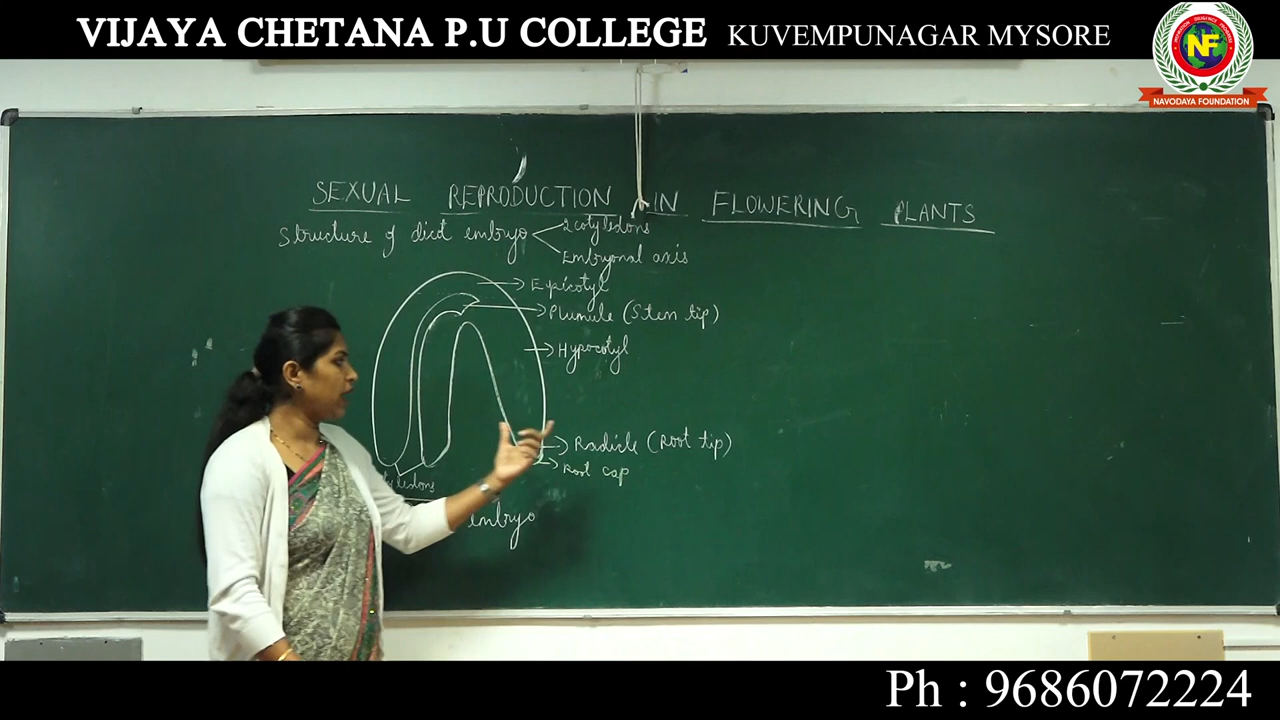 VIJAYA CHETANA P.U COLLEGE KUVEMPUNAGAR MYSORE
NF
NAVODAYA FOUNDATION
SEXUAL REPRODUCTION IN FLOWERING PLANTS
Structure of dicot embryo
2 cotyledons
Embryonal axis
Epicotyl
Plumule (Stem tip)
Hypocotyl
Radicle (Root tip)
Root cap
embryo
Ph : 9686072224